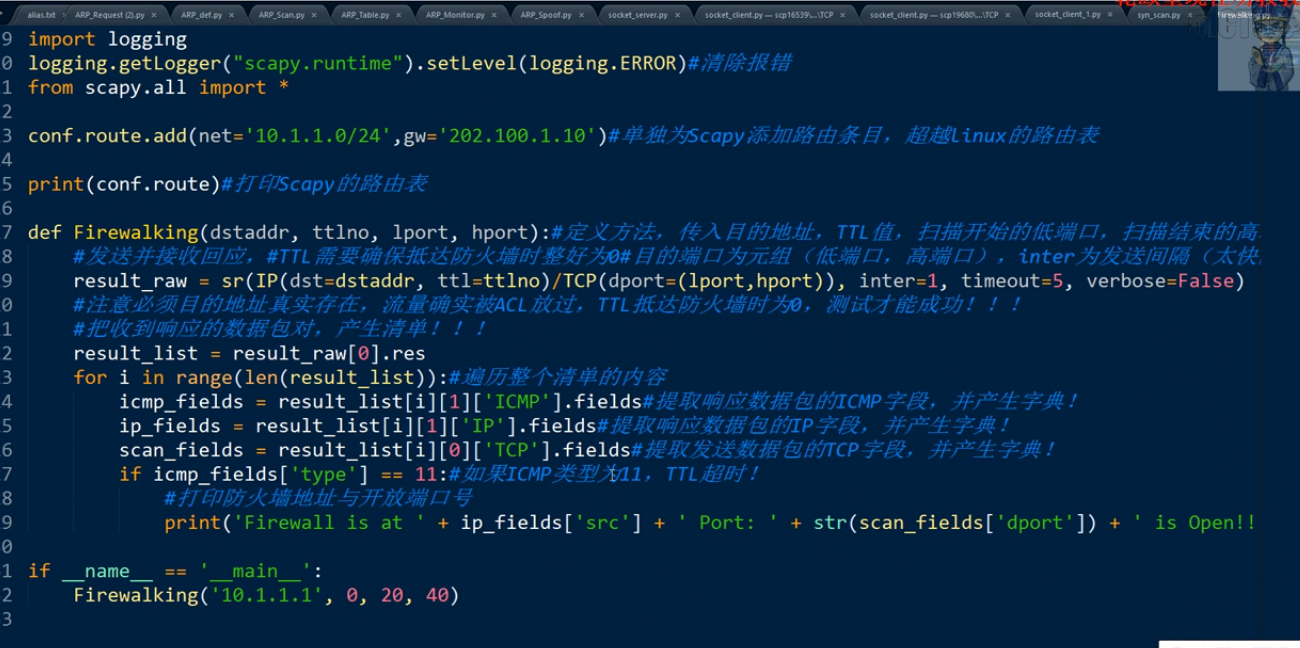 alias.txt × ARP_Request (2).py × ARP_def.py × ARP_Scan.py × ARP_Table.py × ARP_Monitor.py × ARP_Spoof.py × socket_server.py × socket_client.py — scp16539\...\TCP × socket_client.py — scp19680\...\TCP × socket_client_1.py × syn_scan.py × Firewalking.py
9 import logging
0 logging.getLogger("scapy.runtime").setLevel(logging.ERROR)#清除报错
1 from scapy.all import *
2
3 conf.route.add(net='10.1.1.0/24',gw='202.100.1.10')#单独为Scapy添加路由条目，超越linux的路由表
4
5 print(conf.route)#打印Scapy的路由表
6
7 def Firewalking(dstaddr, ttlno, lport, hport):#定义方法，传入目的地址，TTL值，扫描开始的低端口，扫描结束的高
8 #发送并接收回应，#TTL需要确保抵达防火墙时整好为0#目的端口为元组（低端口，高端口），inter为发送间隔（太快
9 result_raw = sr(IP(dst=dstaddr, ttl=ttlno)/TCP(dport=(lport,hport)), inter=1, timeout=5, verbose=False)
0 #注意必须目的地址真实存在，流量确实被ACL放过，TTL抵达防火墙时为0，测试才能成功！！！
1 #把收到响应的数据包对，产生清单！！！
2 result_list = result_raw[0].res
3 for i in range(len(result_list)):#遍历整个清单的内容
4 icmp_fields = result_list[i][1]['ICMP'].fields#提取响应数据包的ICMP字段，并产生字典！
5 ip_fields = result_list[i][1]['IP'].fields#提取响应数据包的IP字段，并产生字典！
6 scan_fields = result_list[i][0]['TCP'].fields#提取发送数据包的TCP字段，并产生字典！
7 if icmp_fields['type'] == 11:#如果ICMP类型为11，TTL超时！
8 #打印防火墙地址与开放端口号
9 print('Firewall is at ' + ip_fields['src'] + ' Port: ' + str(scan_fields['dport']) + ' is Open!!
0
1 if __name__ == '__main__':
2 Firewalking('10.1.1.1', 0, 20, 40)
3